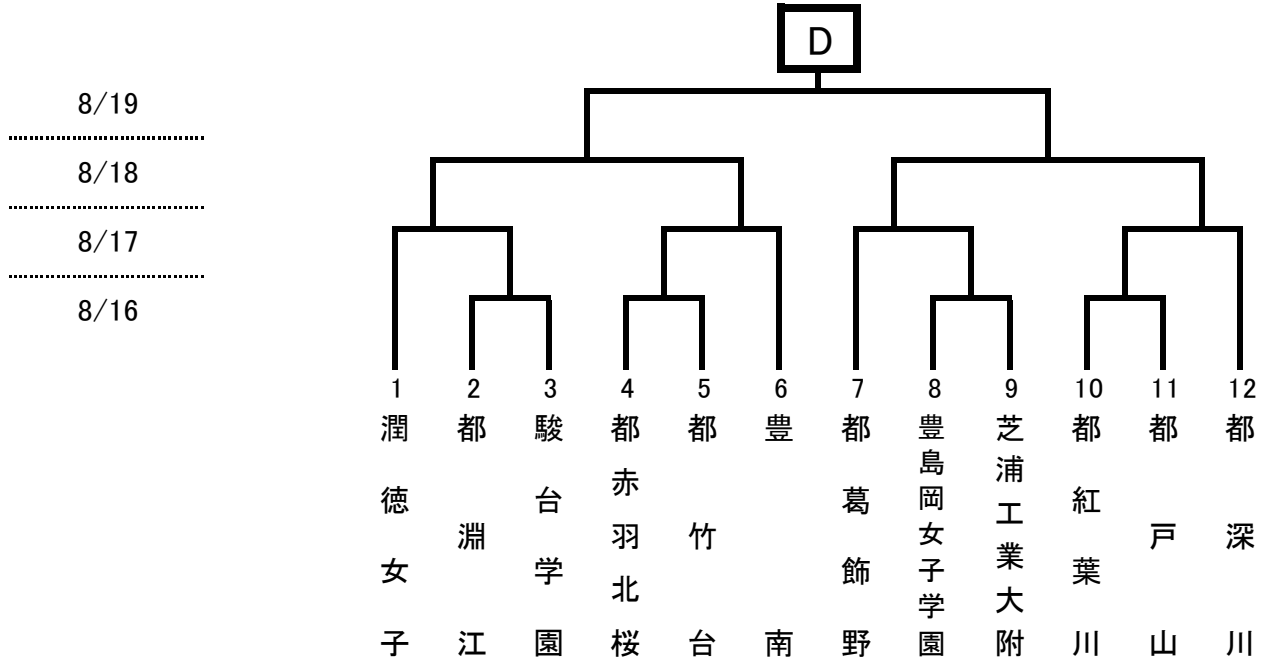 D
8/19
8/18
8/17
8/16
1 2 3 4 5 6 7 8 9 10 11 12
潤徳女子
都淵江
駿台学園
都赤羽北桜
都竹台
豊南
都葛飾野
豊島岡女子学園
芝浦工業大附
都紅葉川
都戸山
都深川